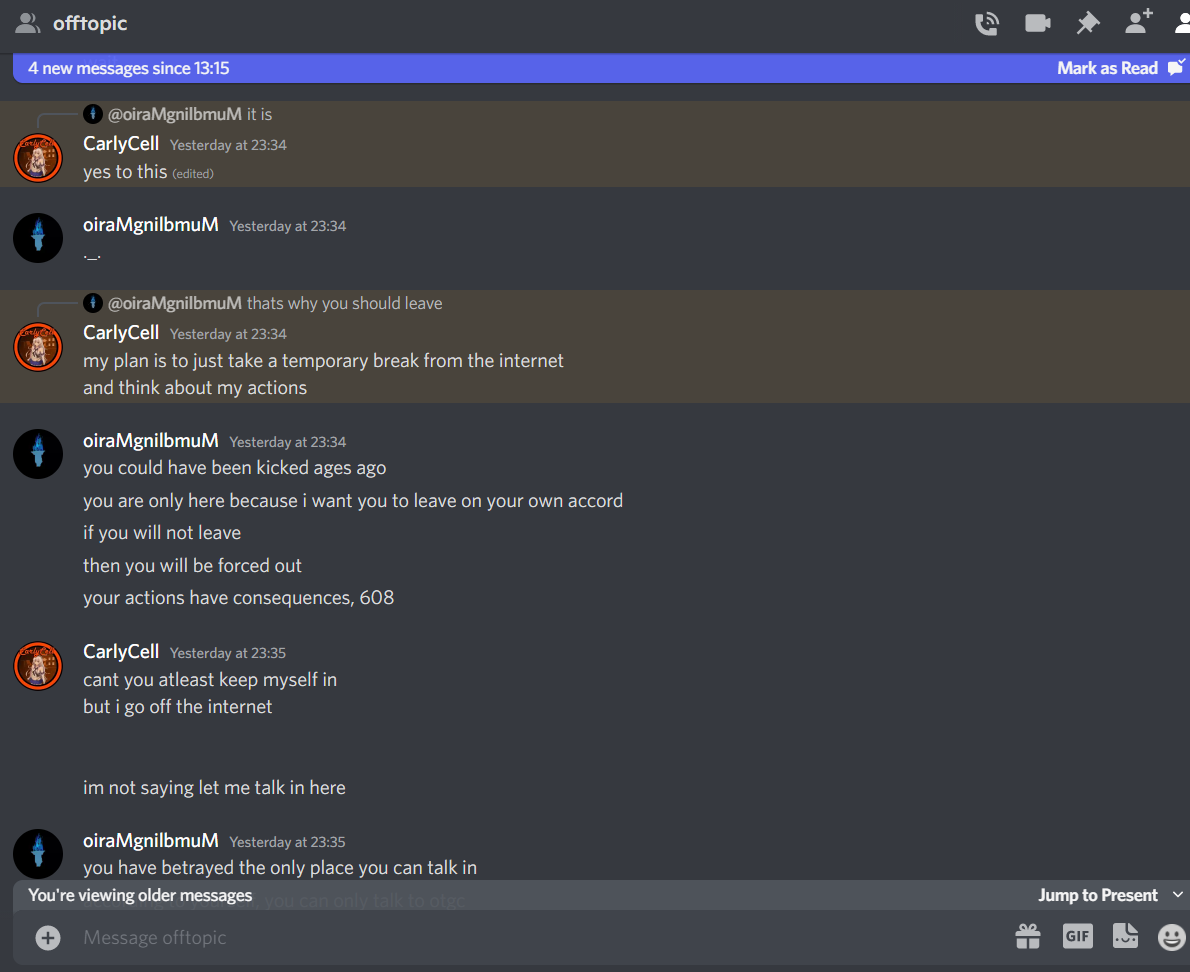 offtopic
4 new messages since 13:15 Mark as Read
@oiraMgnilbmuM it is
CarlyCell Yesterday at 23:34
yes to this (edited)
oiraMgnilbmuM Yesterday at 23:34
._.
@oiraMgnilbmuM thats why you should leave
CarlyCell Yesterday at 23:34
my plan is to just take a temporary break from the internet
and think about my actions
oiraMgnilbmuM Yesterday at 23:34
you could have been kicked ages ago
you are only here because i want you to leave on your own accord
if you will not leave
then you will be forced out
your actions have consequences, 608
CarlyCell Yesterday at 23:35
cant you atleast keep myself in
but i go off the internet
im not saying let me talk in here
oiraMgnilbmuM Yesterday at 23:35
you have betrayed the only place you can talk in
You're viewing older messages Jump to Present
you can only talk to otgc
Message offtopic
GIF